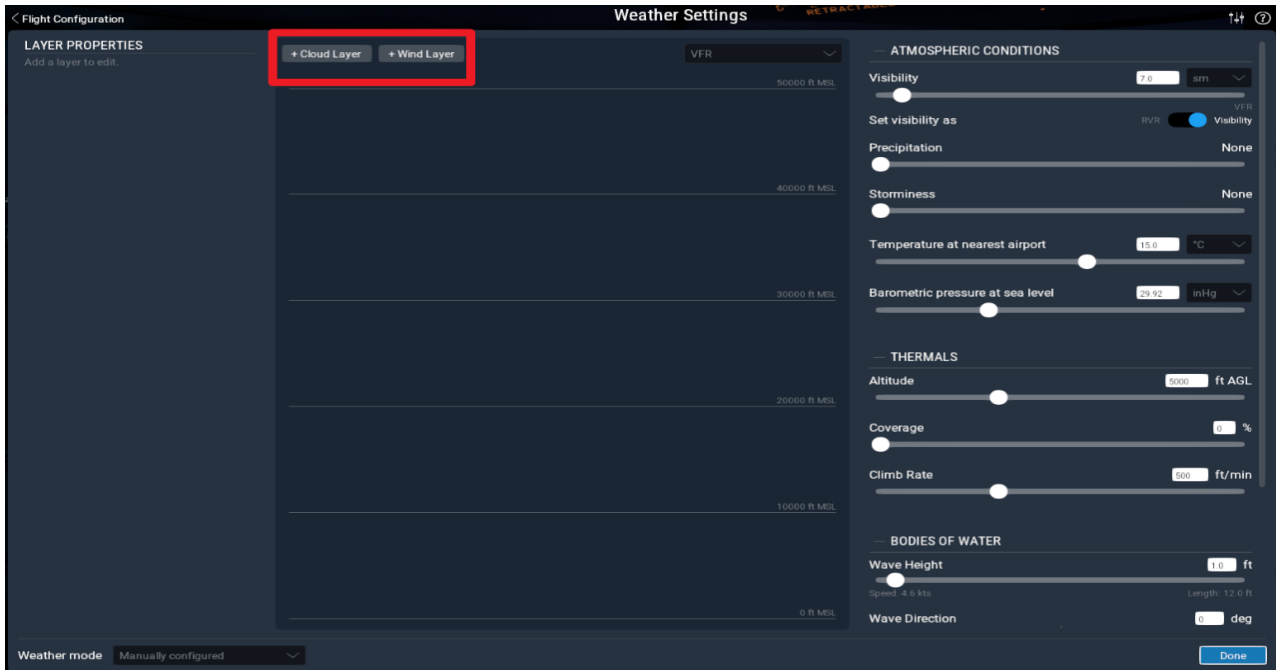 Flight Configuration
Weather Settings
RETRACTABLE
LAYER PROPERTIES
Add a layer to edit.
+ Cloud Layer
+ Wind Layer
VFR
50000 ft MSL
40000 ft MSL
30000 ft MSL
20000 ft MSL
10000 ft MSL
0 ft MSL
ATMOSPHERIC CONDITIONS
Visibility 7.0 sm
VFR
Set visibility as RVR Visibility
Precipitation None
Storminess None
Temperature at nearest airport 15.0 °C
Barometric pressure at sea level 29.92 inHg
THERMALS
Altitude 5000 ft AGL
Coverage 0 %
Climb Rate 500 ft/min
BODIES OF WATER
Wave Height 1.0 ft
Speed: 4.6 kts Length: 12.0 ft
Wave Direction 0 deg
Weather mode Manually configured
Done